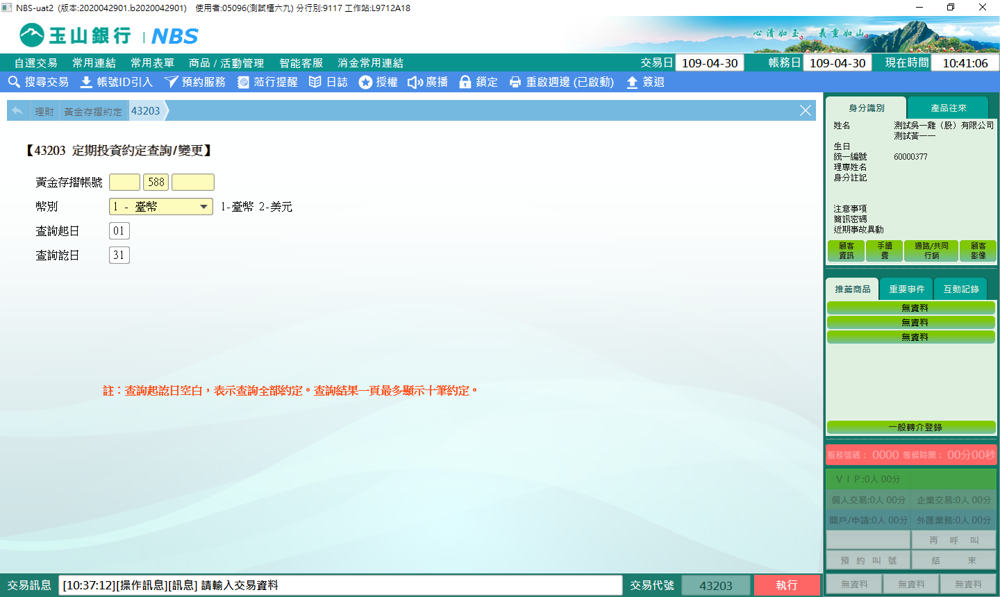 NBS-uat2 (版本:2020042901.b2020042901) 使用者:05096(測試櫃六九) 分行別:9117 工作站:L9712A18
玉山銀行 | NBS
心清如玉。義重如山。
自選交易 常用連結 常用表單 商品 / 活動管理 智能客服 消金常用連結 交易日 109-04-30 帳務日 109-04-30 現在時間 10:41:06
搜尋交易 帳號ID引入 預約服務 蒞行提醒 日誌 授權 廣播 鎖定 重啟週邊 (已啟動) 簽退
理財 黃金存摺約定 43203
【43203 定期投資約定查詢/變更】
黃金存摺帳號 588
幣別 1 - 臺幣 1-臺幣 2-美元
查詢起日 01
查詢訖日 31
註：查詢起訖日空白，表示查詢全部約定。查詢結果一頁最多顯示十筆約定。
身分識別 產品往來
姓名 測試吳一雞（股）有限公司
測試黃一一
生日
統一編號 60000377
理專姓名
身分註記
注意事項
簡訊密碼
近期事故異動
顧客資訊 手續費 通路/共同行銷 顧客影像
推薦商品 重要事件 互動記錄
無資料
無資料
無資料
一般轉介登錄
服務號碼： 0000 等候時間： 00分00秒
ＶＩＰ:0人 00分
個人交易:0人 00分 企業交易:0人 00分
開戶/申請:0人 00分 外匯業務:0人 00分
再 呼 叫
預 約 叫 號 結 束
無資料 無資料 無資料
交易訊息 [10:37:12][操作訊息][訊息] 請輸入交易資料 交易代號 43203 執行